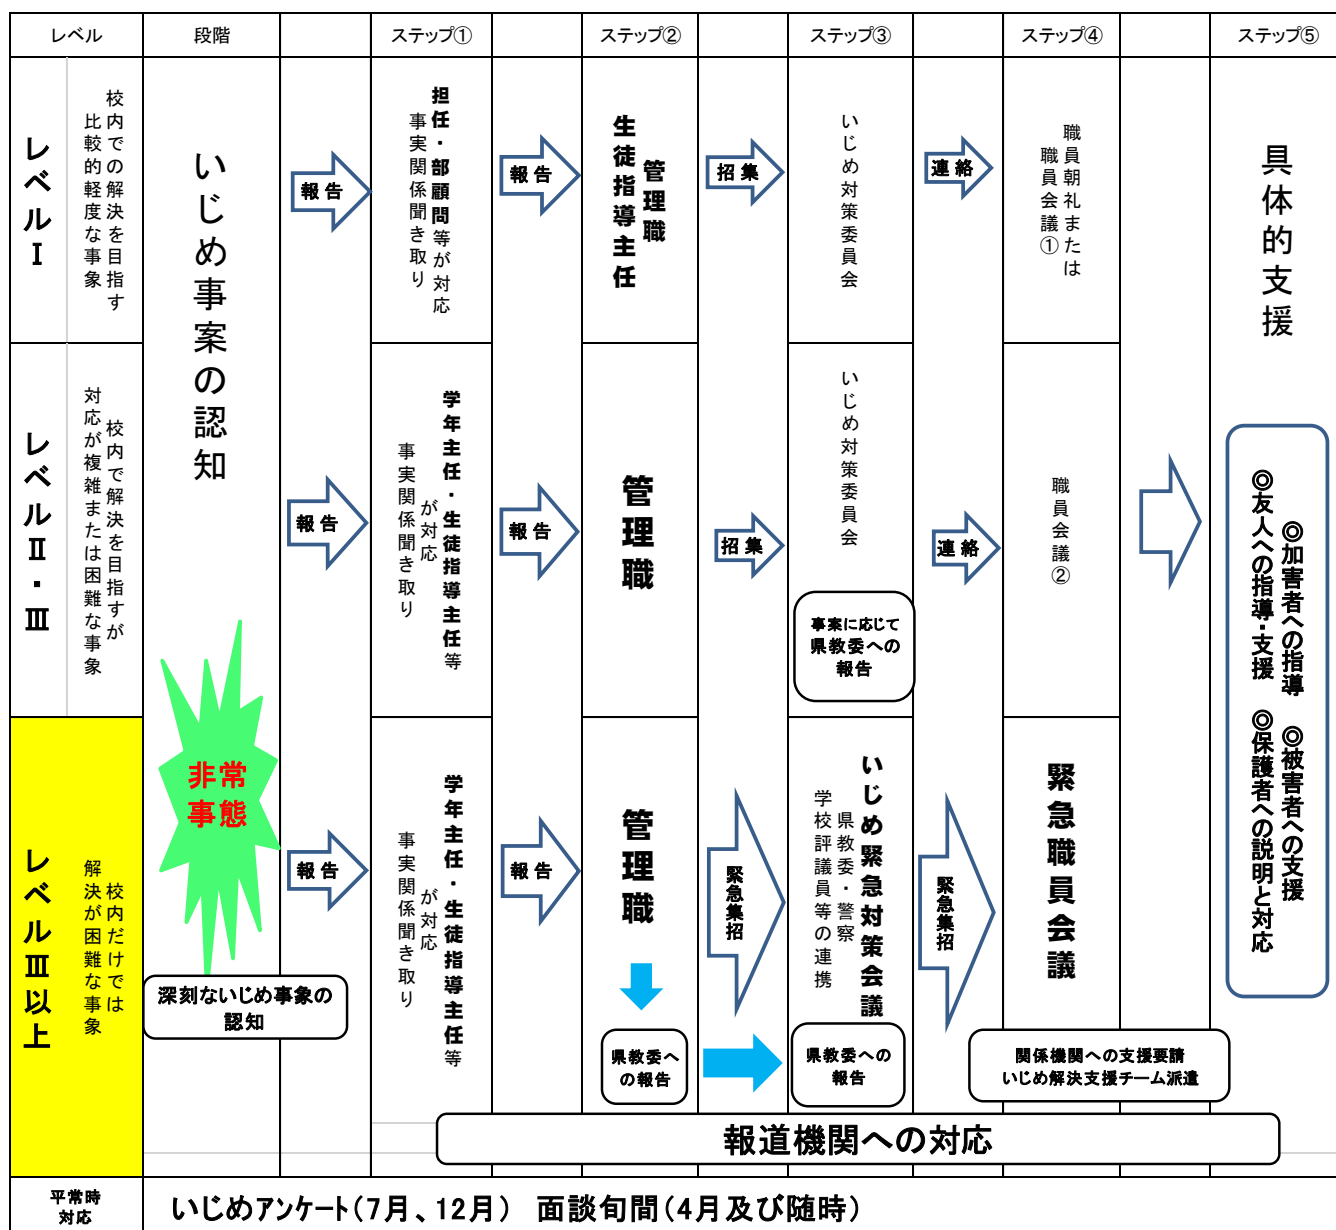 レベル
段階
ステップ①
ステップ②
ステップ③
ステップ④
ステップ⑤
レベルⅠ
校内での解決を目指す
比較的軽度な事象
いじめ事案の認知
報告
担任・部顧問等が対応
事実関係聞き取り
報告
管理職
生徒指導主任
招集
いじめ対策委員会
連絡
職員朝礼または
職員会議①
具体的支援
レベルⅡ・Ⅲ
校内で解決を目指すが
対応が複雑または困難な事象
報告
学年主任・生徒指導主任等
が対応
事実関係聞き取り
報告
管理職
招集
いじめ対策委員会
事案に応じて
県教委への
報告
連絡
職員会議②
◎加害者への指導　◎被害者への支援
◎友人への指導・支援　◎保護者への説明と対応
レベルⅢ以上
校内だけでは
解決が困難な事象
非常
事態
深刻ないじめ事象の
認知
報告
学年主任・生徒指導主任等
が対応
事実関係聞き取り
報告
管理職
県教委へ
の報告
緊急集招
いじめ緊急対策会議
県教委・警察
学校評議員等の連携
県教委への
報告
緊急集招
緊急職員会議
関係機関への支援要請
いじめ解決支援チーム派遣
報道機関への対応
平常時
対応
いじめアンケート(7月、12月)　面談旬間(4月及び随時)